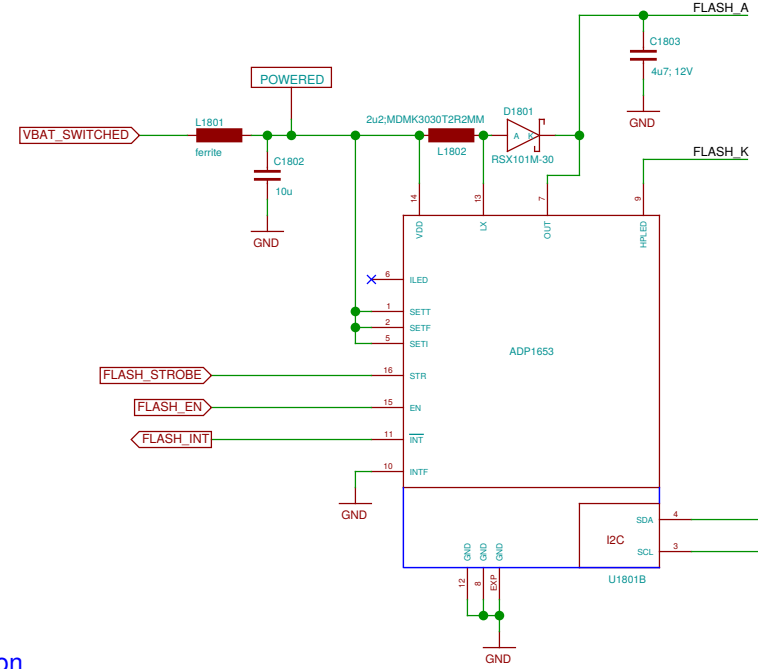 FLASH_A
C1803
4u7; 12V
GND
POWERED
VBAT_SWITCHED
L1801
ferrite
C1802
10u
GND
2u2;MDMK3030T2R2MM
L1802
D1801
A K
RSX101M-30
FLASH_K
14
13
7
9
VDD
LX
OUT
HPLED
6 ILED
1 SETT
2 SETF
5 SETI
ADP1653
FLASH_STROBE 16 STR
FLASH_EN 15 EN
FLASH_INT 11 INT
10 INTF
GND
I2C
SDA 4
SCL 3
GND
GND
GND
12
8
EXP
U1801B
GND
on